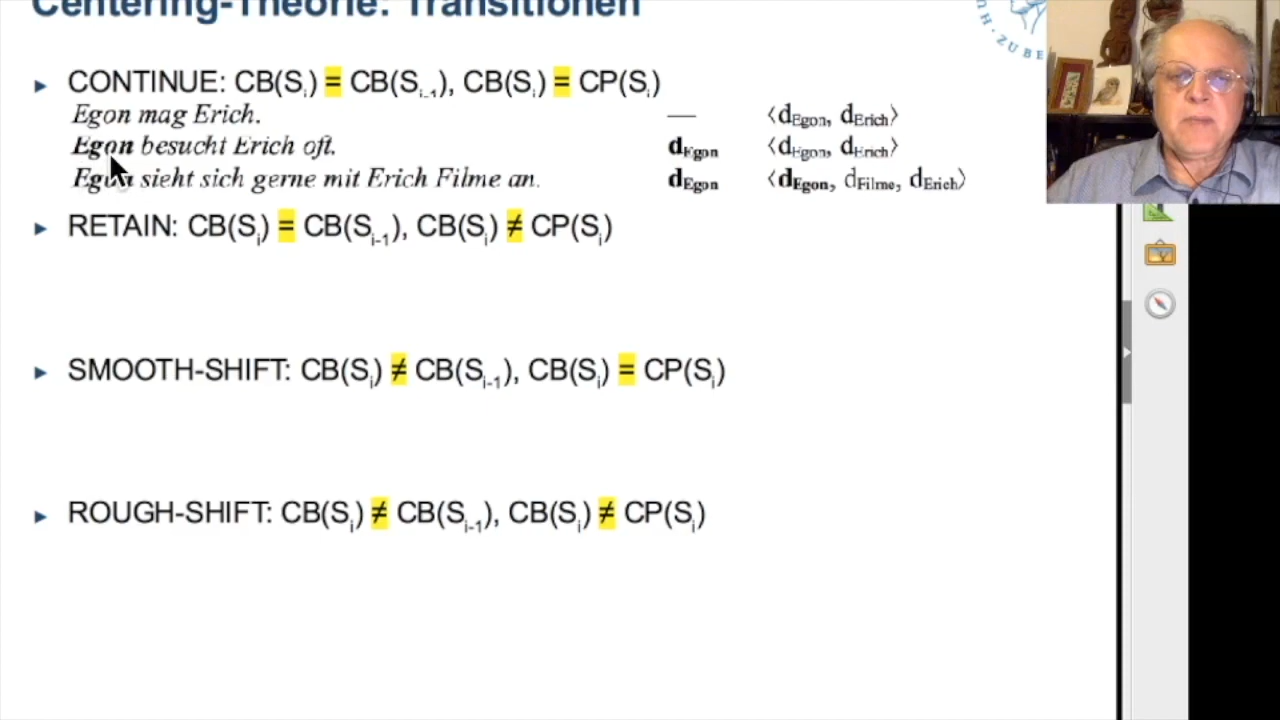 Centering-Theorie: Transitionen
UH · ZU BE
► CONTINUE: CB(Sᵢ) = CB(Sᵢ₋₁), CB(Sᵢ) = CP(Sᵢ)
Egon mag Erich. — ⟨d_Egon, d_Erich⟩
Egon besucht Erich oft. d_Egon ⟨d_Egon, d_Erich⟩
Egon sieht sich gerne mit Erich Filme an. d_Egon ⟨d_Egon, d_Filme, d_Erich⟩
► RETAIN: CB(Sᵢ) = CB(Sᵢ₋₁), CB(Sᵢ) ≠ CP(Sᵢ)
► SMOOTH-SHIFT: CB(Sᵢ) ≠ CB(Sᵢ₋₁), CB(Sᵢ) = CP(Sᵢ)
► ROUGH-SHIFT: CB(Sᵢ) ≠ CB(Sᵢ₋₁), CB(Sᵢ) ≠ CP(Sᵢ)